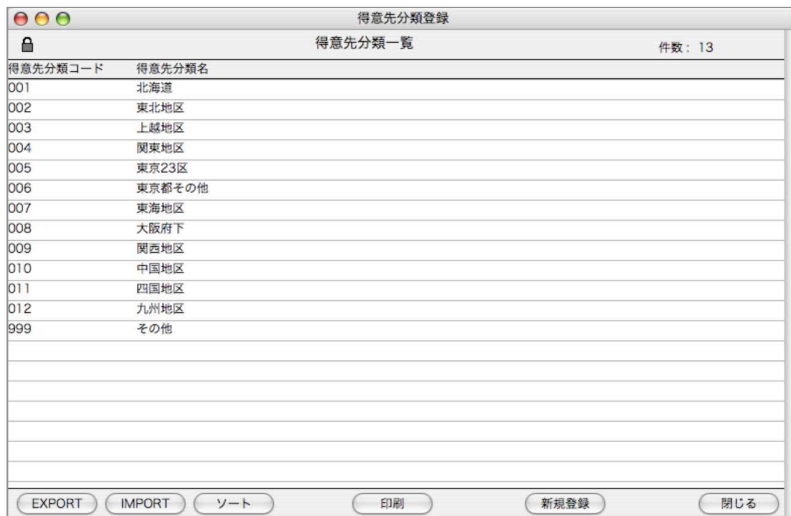 得意先分類登録
得意先分類一覧 件数： 13
得意先分類コード 得意先分類名
001 北海道
002 東北地区
003 上越地区
004 関東地区
005 東京23区
006 東京都その他
007 東海地区
008 大阪府下
009 関西地区
010 中国地区
011 四国地区
012 九州地区
999 その他
EXPORT IMPORT ソート 印刷 新規登録 閉じる